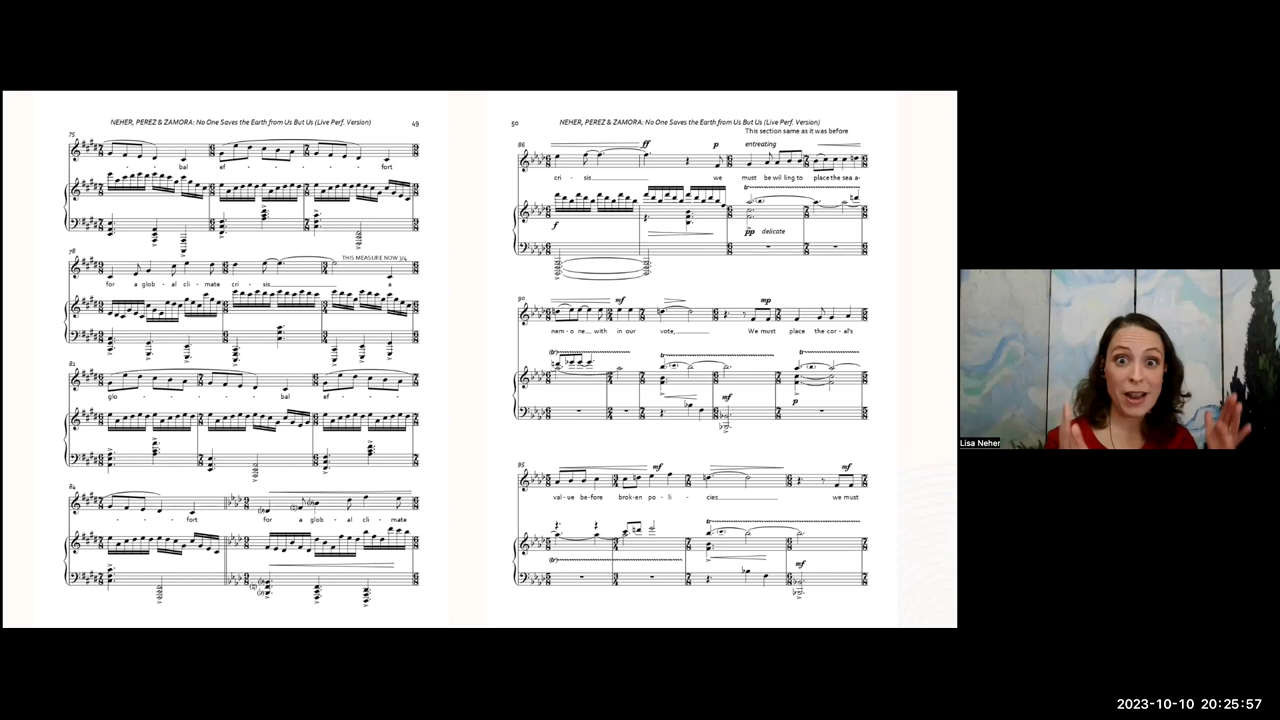 NEHER, PEREZ & ZAMORA: No One Saves the Earth from Us But Us (Live Perf. Version) 49
75
bal ef - - - - fort
78
THIS MEASURE NOW 3/4
for a glob - al cli - mate cri - sis a
81
glo - - - - - - - bal ef - - - -
84
- - fort for a glob - al cli - mate
50 NEHER, PEREZ & ZAMORA: No One Saves the Earth from Us But Us (Live Perf. Version)
This section same as it was before
86 ff p entreating
cri - sis we must be wil ling to place the sea a-
f pp delicate
90 mf mp
nem - o ne with in our vote, We must place the cor - al's
mf p
95 mf mf
val - ue be - fore brok - en po - li - cies we must
mf
Lisa Neher
2023-10-10 20:25:57